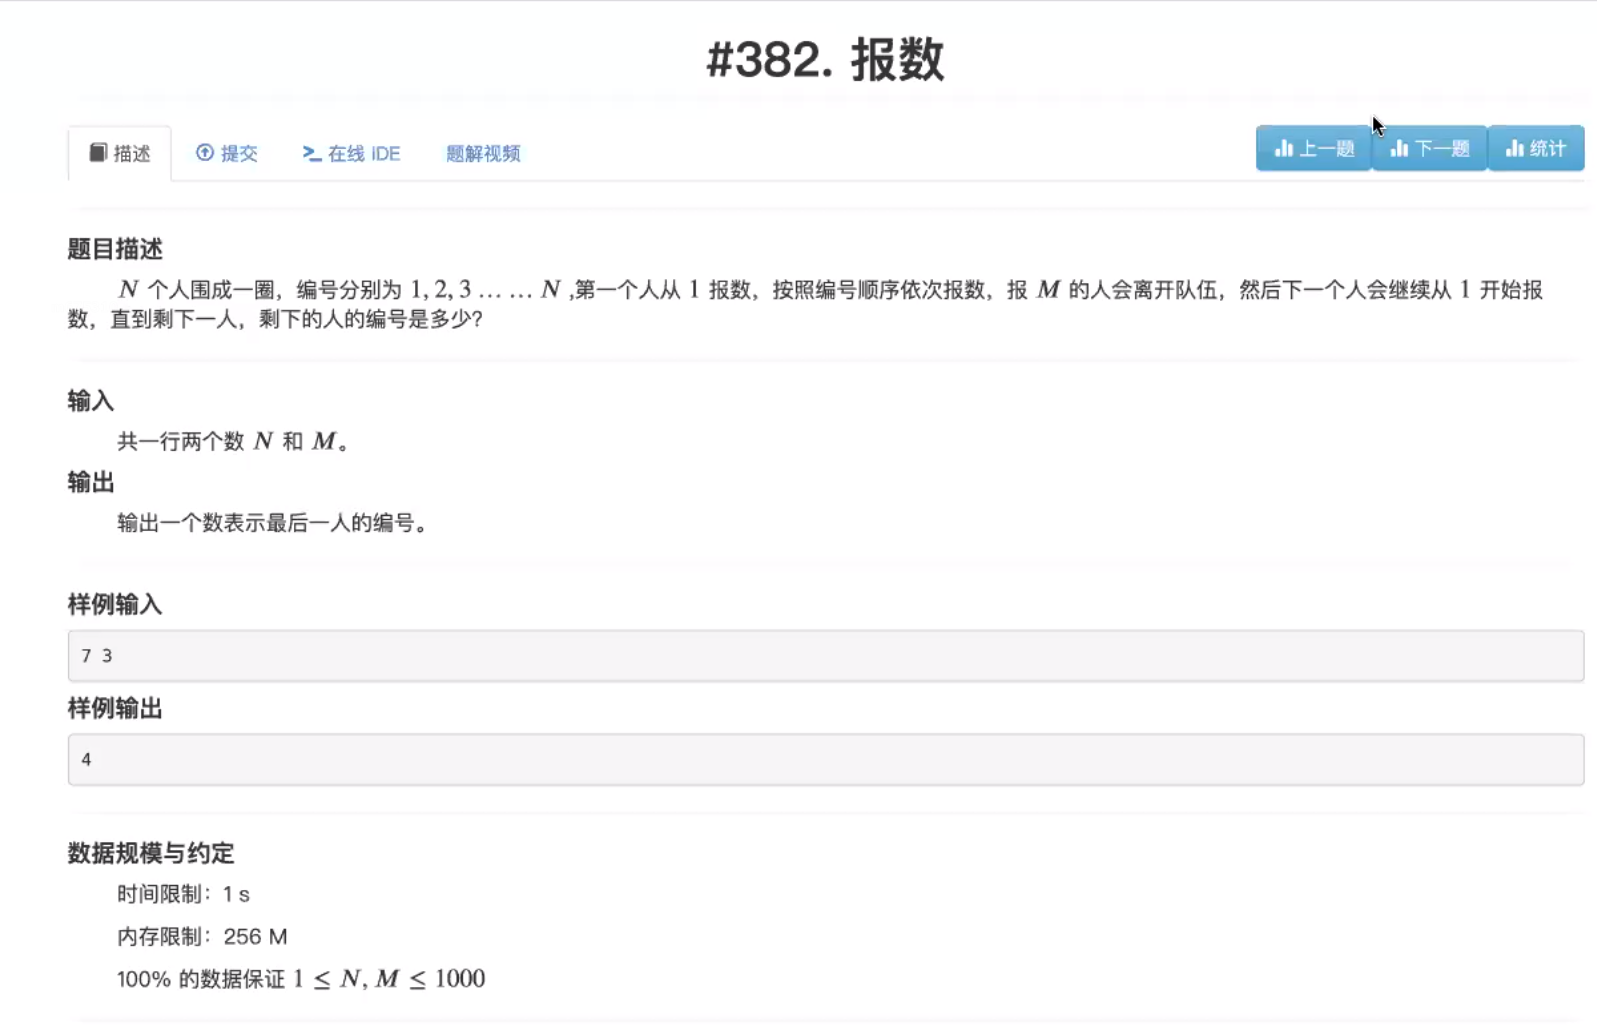 #382. 报数
描述 提交 在线 IDE 题解视频 上一题 下一题 统计
题目描述
N 个人围成一圈，编号分别为 1, 2, 3 … … N ,第一个人从 1 报数，按照编号顺序依次报数，报 M 的人会离开队伍，然后下一个人会继续从 1 开始报
数，直到剩下一人，剩下的人的编号是多少？
输入
共一行两个数 N 和 M。
输出
输出一个数表示最后一人的编号。
样例输入
7 3
样例输出
4
数据规模与约定
时间限制：1 s
内存限制：256 M
100% 的数据保证 1 ≤ N, M ≤ 1000